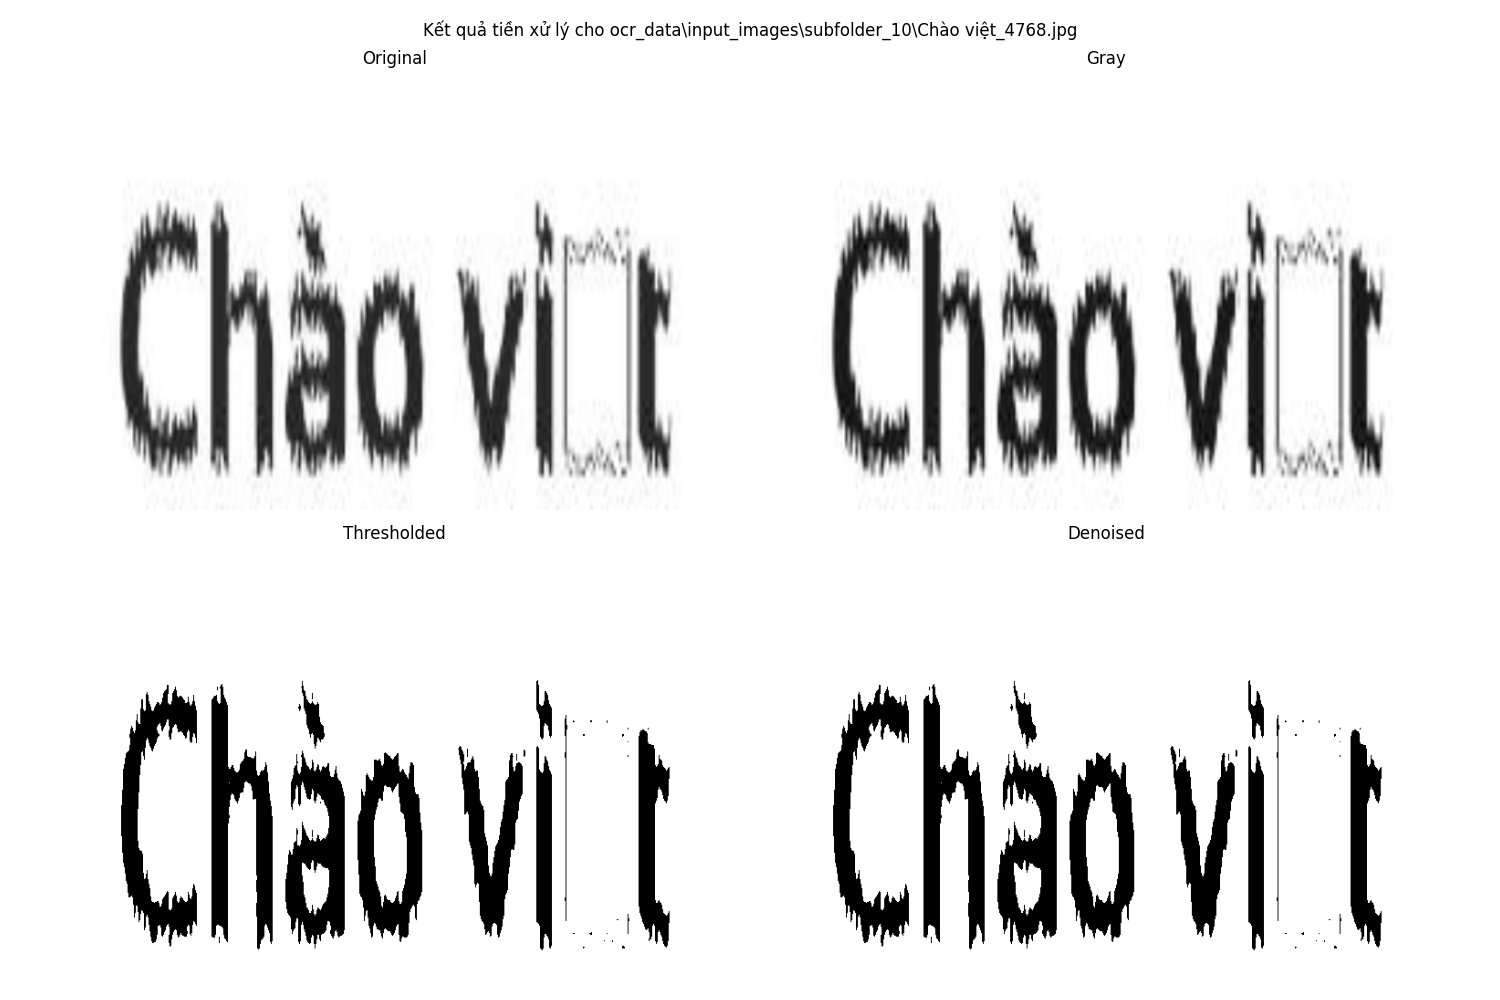 Kết quả tiền xử lý cho ocr_data\input_images\subfolder_10\Chào việt_4768.jpg
Original
Gray
Chào vi□t
Chào vi□t
Thresholded
Denoised
Chào vi□t
Chào vi□t